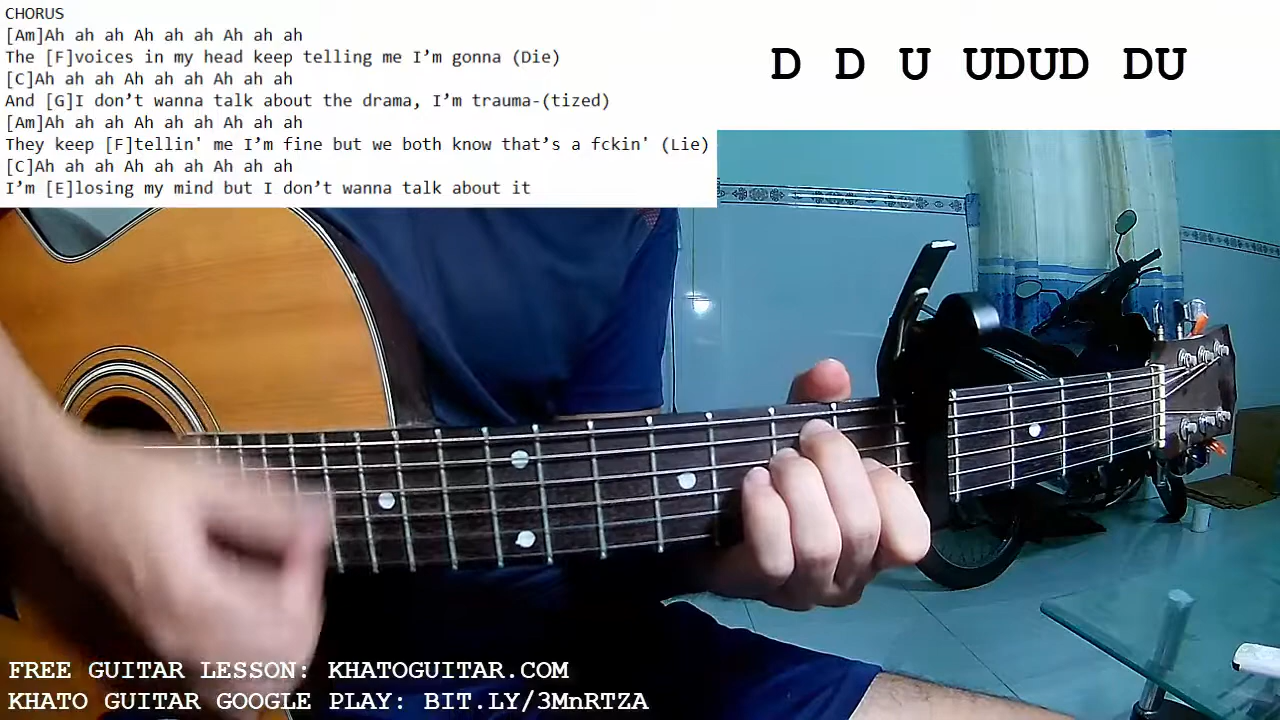 CHORUS
[Am]Ah ah ah Ah ah ah Ah ah ah
The [F]voices in my head keep telling me I’m gonna (Die)
[C]Ah ah ah Ah ah ah Ah ah ah
And [G]I don’t wanna talk about the drama, I’m trauma-(tized)
[Am]Ah ah ah Ah ah ah Ah ah ah
They keep [F]tellin' me I’m fine but we both know that’s a fckin' (Lie)
[C]Ah ah ah Ah ah ah Ah ah ah
I’m [E]losing my mind but I don’t wanna talk about it
D D U UDUD DU
FREE GUITAR LESSON: KHATOGUITAR.COM
KHATO GUITAR GOOGLE PLAY: BIT.LY/3MnRTZA